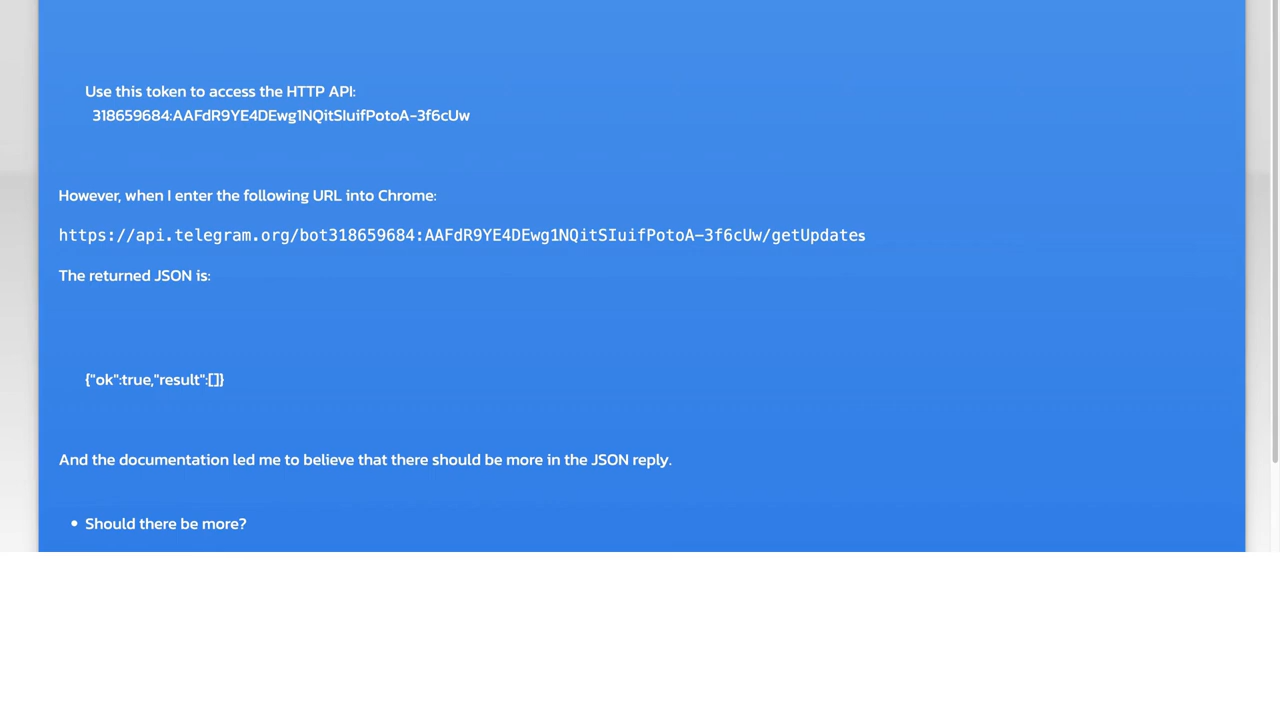 Use this token to access the HTTP API:
318659684:AAFdR9YE4DEwg1NQitSIuifPotoA-3f6cUw
However, when I enter the following URL into Chrome:
https://api.telegram.org/bot318659684:AAFdR9YE4DEwg1NQitSIuifPotoA-3f6cUw/getUpdates
The returned JSON is:
{"ok":true,"result":[]}
And the documentation led me to believe that there should be more in the JSON reply.
• Should there be more?